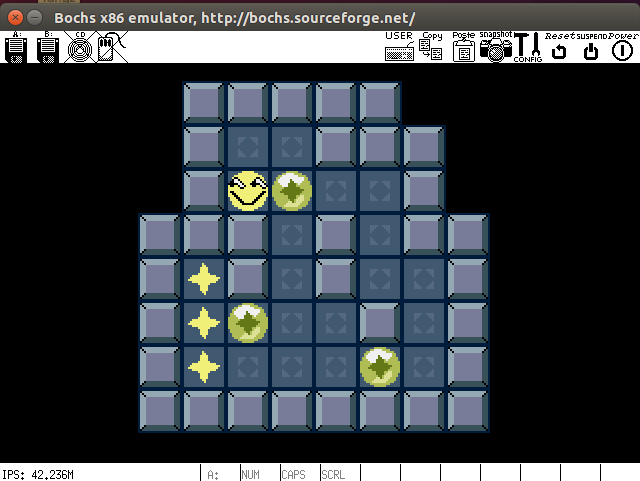 Bochs x86 emulator, http://bochs.sourceforge.net/
A: B: CD USER Copy Paste snapshot CONFIG Reset SUSPEND Power
IPS: 42.236M A: NUM CAPS SCRL